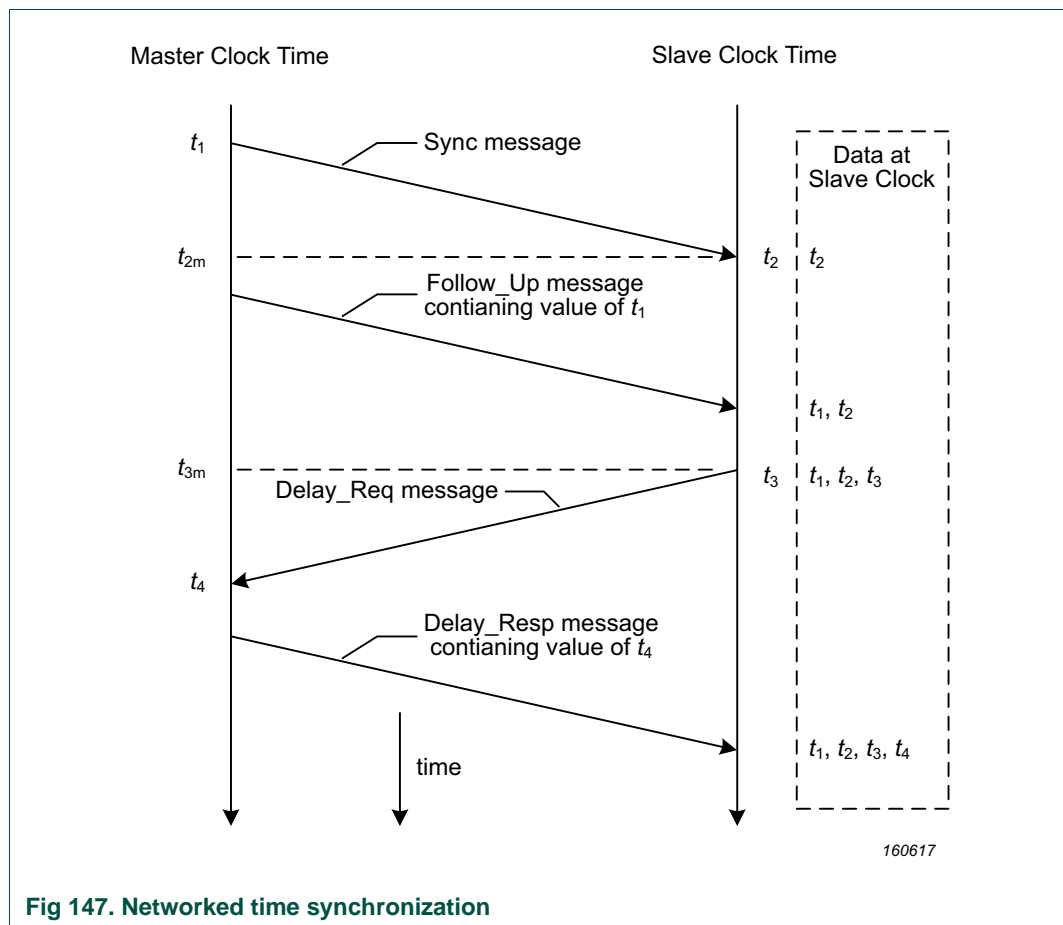 Master Clock Time
Slave Clock Time
t1
Sync message
Data at
Slave Clock
t2m
t2
t2
Follow_Up message
contianing value of t1
t1, t2
t3m
t3
t1, t2, t3
Delay_Req message
t4
Delay_Resp message
contianing value of t4
t1, t2, t3, t4
time
160617
Fig 147. Networked time synchronization